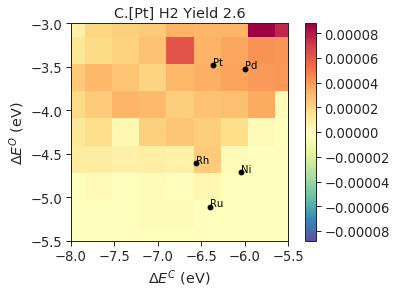 C.[Pt] H2 Yield 2.6
−3.0
−3.5
−4.0
−4.5
−5.0
−5.5
ΔE^O (eV)
Pt
Pd
Rh
Ni
Ru
−8.0 −7.5 −7.0 −6.5 −6.0 −5.5
ΔE^C (eV)
0.00008
0.00006
0.00004
0.00002
0.00000
−0.00002
−0.00004
−0.00006
−0.00008